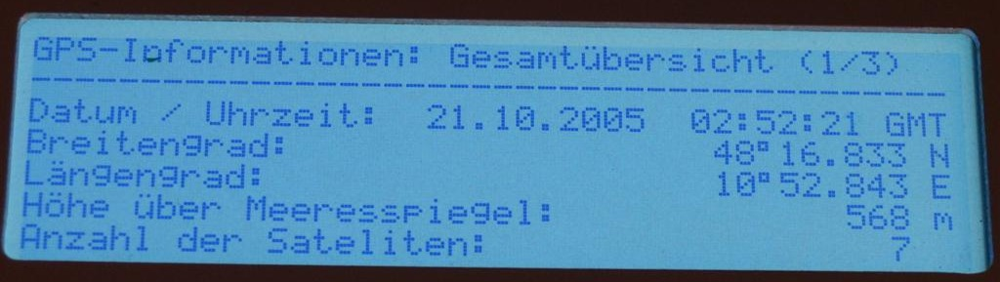 GPS-Informationen: Gesamtübersicht (1/3)
----------------------------------------
Datum / Uhrzeit: 21.10.2005 02:52:21 GMT
Breitengrad: 48°16.833 N
Längengrad: 10°52.843 E
Höhe über Meeresspiegel: 568 m
Anzahl der Sateliten: 7